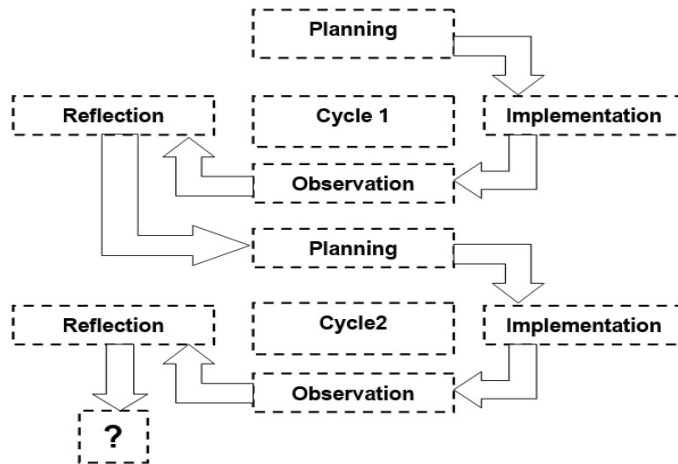 Planning
Reflection
Cycle 1
Implementation
Observation
Planning
Reflection
Cycle2
Implementation
Observation
?